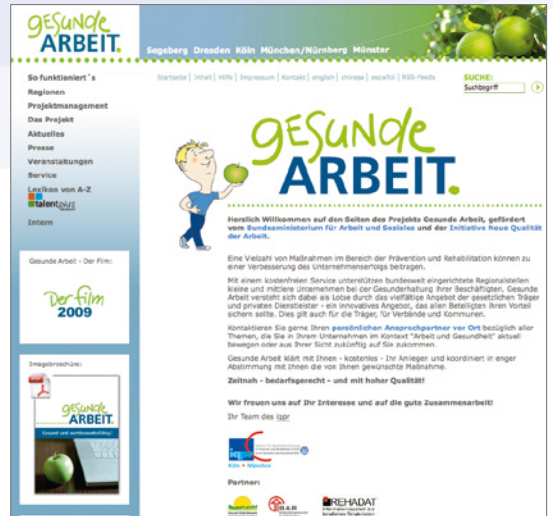 gesunde
ARBEIT.
Segeberg Dresden Köln München/Nürnberg Münster
So funktioniert´s
Regionen
Projektmanagement
Das Projekt
Aktuelles
Presse
Veranstaltungen
Service
Lexikon von A-Z
talentplus
Intern
Startseite | Inhalt | Hilfe | Impressum | Kontakt | english | chinese | español | RSS-Feeds
SUCHE:
Suchbegriff
gesunde
ARBEIT.
Herzlich Willkommen auf den Seiten des Projekts Gesunde Arbeit, gefördert
vom Bundesministerium für Arbeit und Soziales und der Initiative Neue Qualität
der Arbeit.
Eine Vielzahl von Maßnahmen im Bereich der Prävention und Rehabilitation können zu
einer Verbesserung des Unternehmenserfolgs beitragen.
Mit einem kostenfreien Service unterstützen bundesweit eingerichtete Regionalstellen
kleine und mittlere Unternehmen bei der Gesunderhaltung ihrer Beschäftigten. Gesunde
Arbeit versteht sich dabei als Lotse durch das vielfältige Angebot der gesetzlichen Träger
und privaten Dienstleister - ein innovatives Angebot, das allen Beteiligten ihren Vorteil
sichern sollte. Dies gilt auch für die Träger, für Verbände und Kommunen.
Kontaktieren Sie gerne Ihren persönlichen Ansprechpartner vor Ort bezüglich aller
Themen, die Sie in Ihrem Unternehmen im Kontext "Arbeit und Gesundheit" aktuell
bewegen oder aus Ihrer Sicht zukünftig auf Sie zukommen.
Gesunde Arbeit klärt mit Ihnen - kostenlos - Ihr Anliegen und koordiniert in enger
Abstimmung mit Ihnen die von Ihnen gewünschte Maßnahme.
Zeitnah - bedarfsgerecht - und mit hoher Qualität!
Wir freuen uns auf Ihr Interesse und auf die gute Zusammenarbeit!
Ihr Team des iqpr
Gesunde Arbeit - Der Film:
Der Film
2009
Imagebroschüre:
gesunde
ARBEIT.
Gesund und wettbewerbsfähig!
iqpr
Köln • München
Partner:
BAR
REHADAT